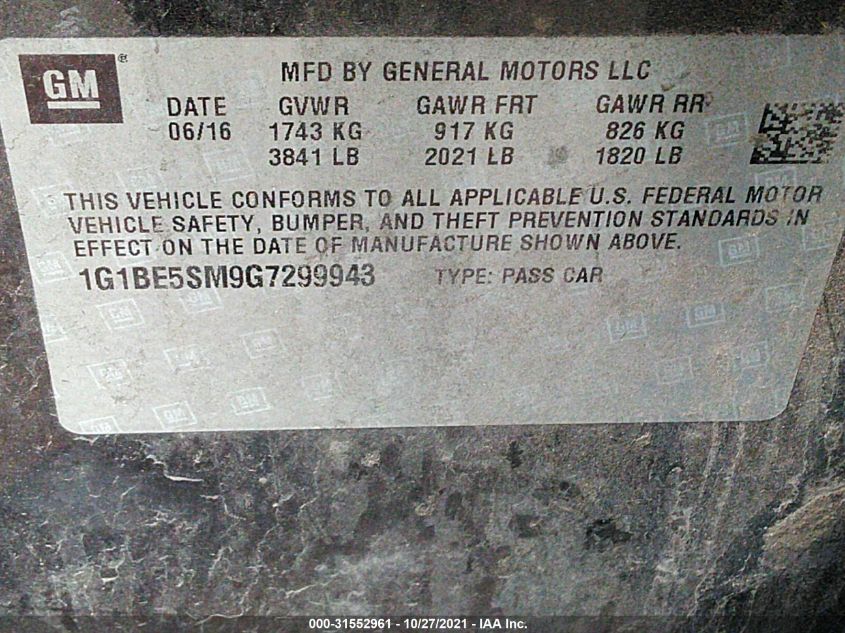 GM ®
MFD BY GENERAL MOTORS LLC
DATE GVWR GAWR FRT GAWR RR
06/16 1743 KG 917 KG 826 KG
3841 LB 2021 LB 1820 LB
THIS VEHICLE CONFORMS TO ALL APPLICABLE U.S. FEDERAL MOTOR
VEHICLE SAFETY, BUMPER, AND THEFT PREVENTION STANDARDS IN
EFFECT ON THE DATE OF MANUFACTURE SHOWN ABOVE.
1G1BE5SM9G7299943 TYPE: PASS CAR
000-31552961 - 10/27/2021 - IAA Inc.